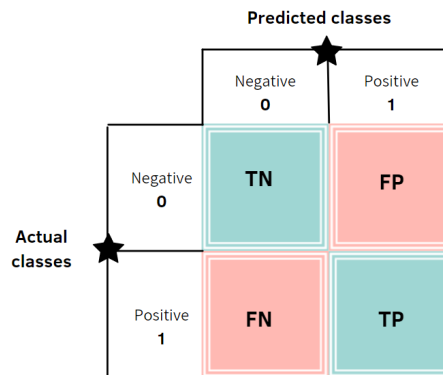 Predicted classes
Negative
0
Positive
1
Negative
0
TN
FP
Actual
classes
Positive
1
FN
TP